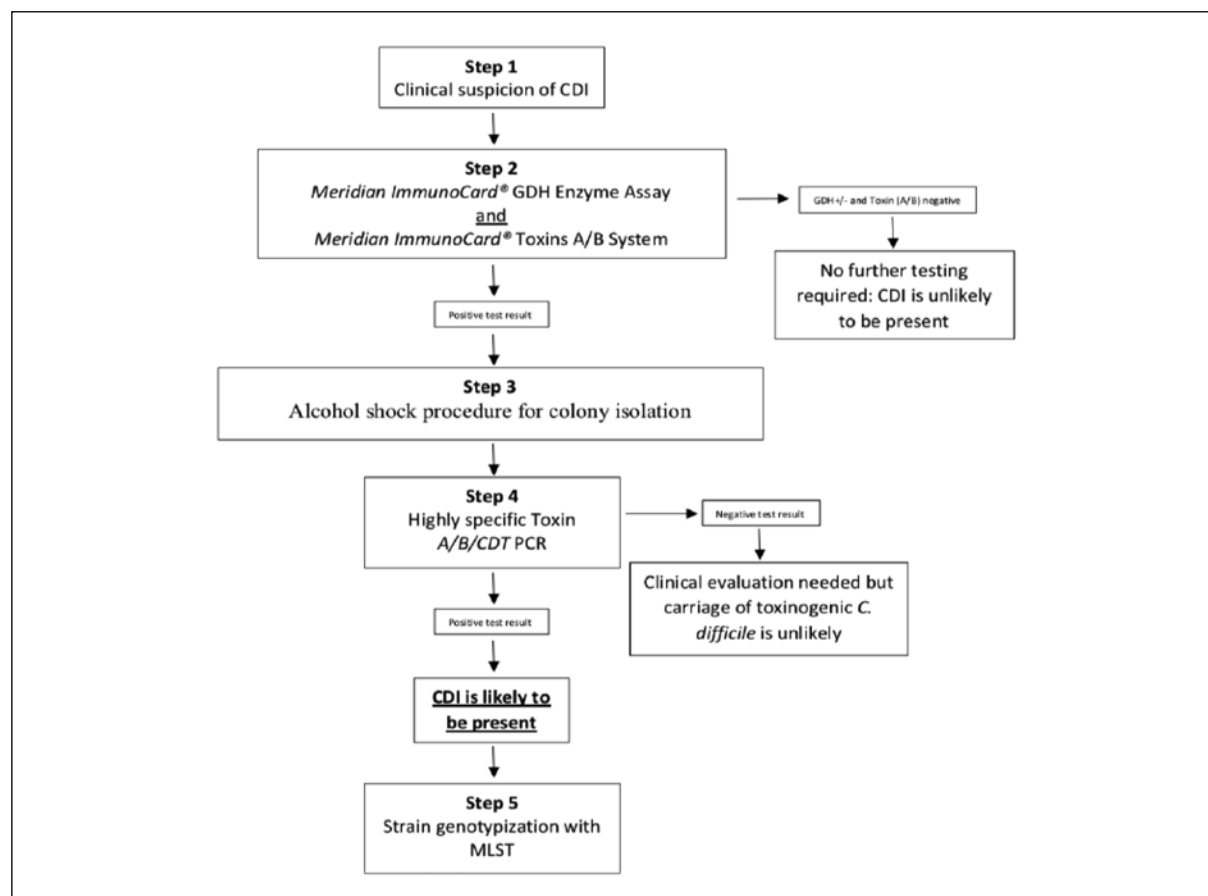 Step 1
Clinical suspicion of CDI
Step 2
Meridian ImmunoCard® GDH Enzyme Assay
and
Meridian ImmunoCard® Toxins A/B System
GDH+/- and Toxin (A/B) negative
No further testing
required: CDI is unlikely
to be present
Positive test result
Step 3
Alcohol shock procedure for colony isolation
Step 4
Highly specific Toxin
A/B/CDT PCR
Negative test result
Clinical evaluation needed but
carriage of toxinogenic C.
difficile is unlikely
Positive test result
CDI is likely to
be present
Step 5
Strain genotypization with
MLST